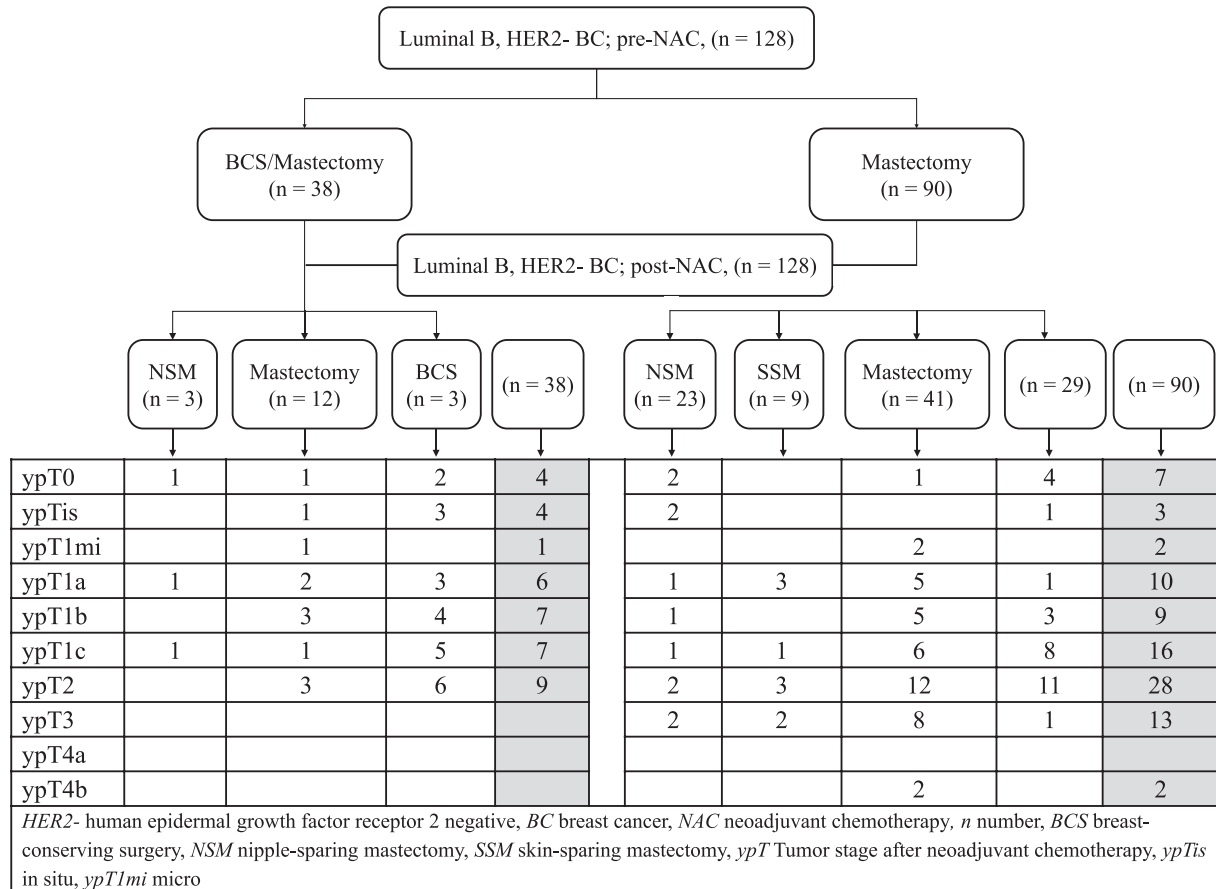 Luminal B, HER2- BC; pre-NAC, (n = 128)
BCS/Mastectomy
(n = 38)
Mastectomy
(n = 90)
Luminal B, HER2- BC; post-NAC, (n = 128)
NSM
(n = 3)
Mastectomy
(n = 12)
BCS
(n = 3)
(n = 38)
NSM
(n = 23)
SSM
(n = 9)
Mastectomy
(n = 41)
(n = 29)
(n = 90)
ypT0 1 1 2 4 2 1 4 7
ypTis 1 3 4 2 1 3
ypT1mi 1 1 2 2
ypT1a 1 2 3 6 1 3 5 1 10
ypT1b 3 4 7 1 5 3 9
ypT1c 1 1 5 7 1 1 6 8 16
ypT2 3 6 9 2 3 12 11 28
ypT3 2 2 8 1 13
ypT4a
ypT4b 2 2
HER2- human epidermal growth factor receptor 2 negative, BC breast cancer, NAC neoadjuvant chemotherapy, n number, BCS breast-
conserving surgery, NSM nipple-sparing mastectomy, SSM skin-sparing mastectomy, ypT Tumor stage after neoadjuvant chemotherapy, ypTis
in situ, ypT1mi micro